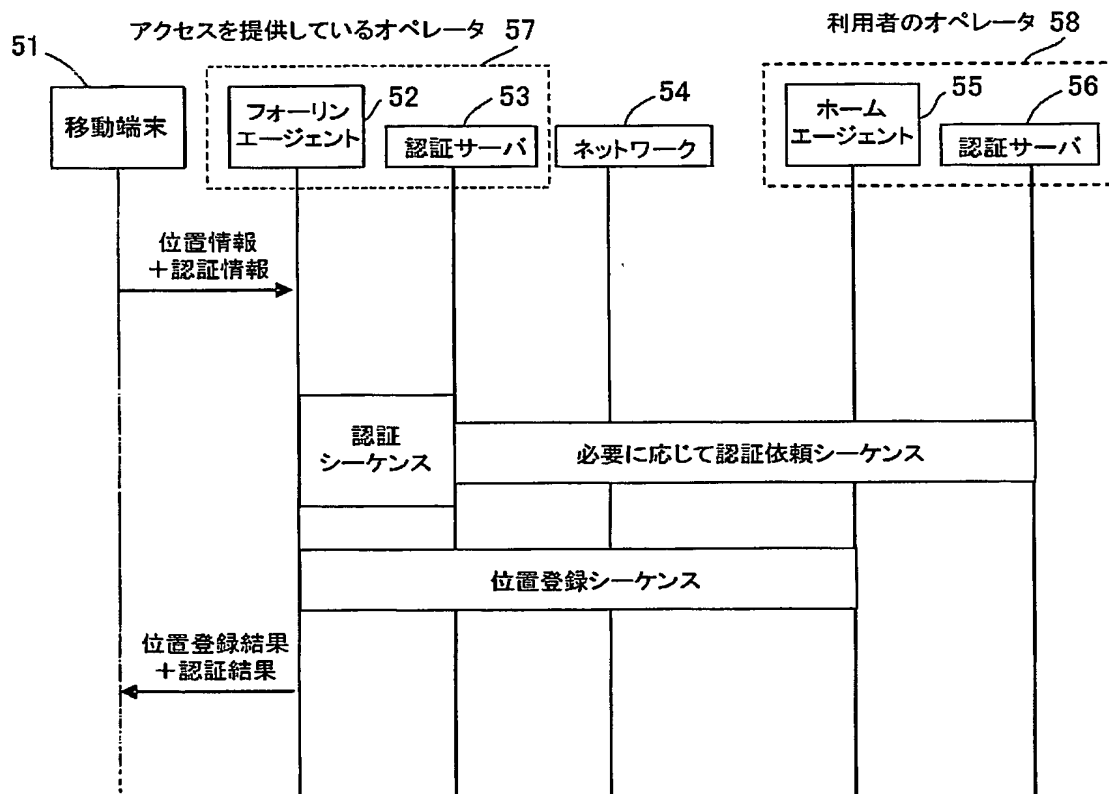 アクセスを提供しているオペレータ 57
利用者のオペレータ 58
51
移動端末
フォーリン
エージェント
52
53
認証サーバ
54
ネットワーク
ホーム
エージェント
55
56
認証サーバ
位置情報
＋認証情報
認証
シーケンス
必要に応じて認証依頼シーケンス
位置登録シーケンス
位置登録結果
＋認証結果